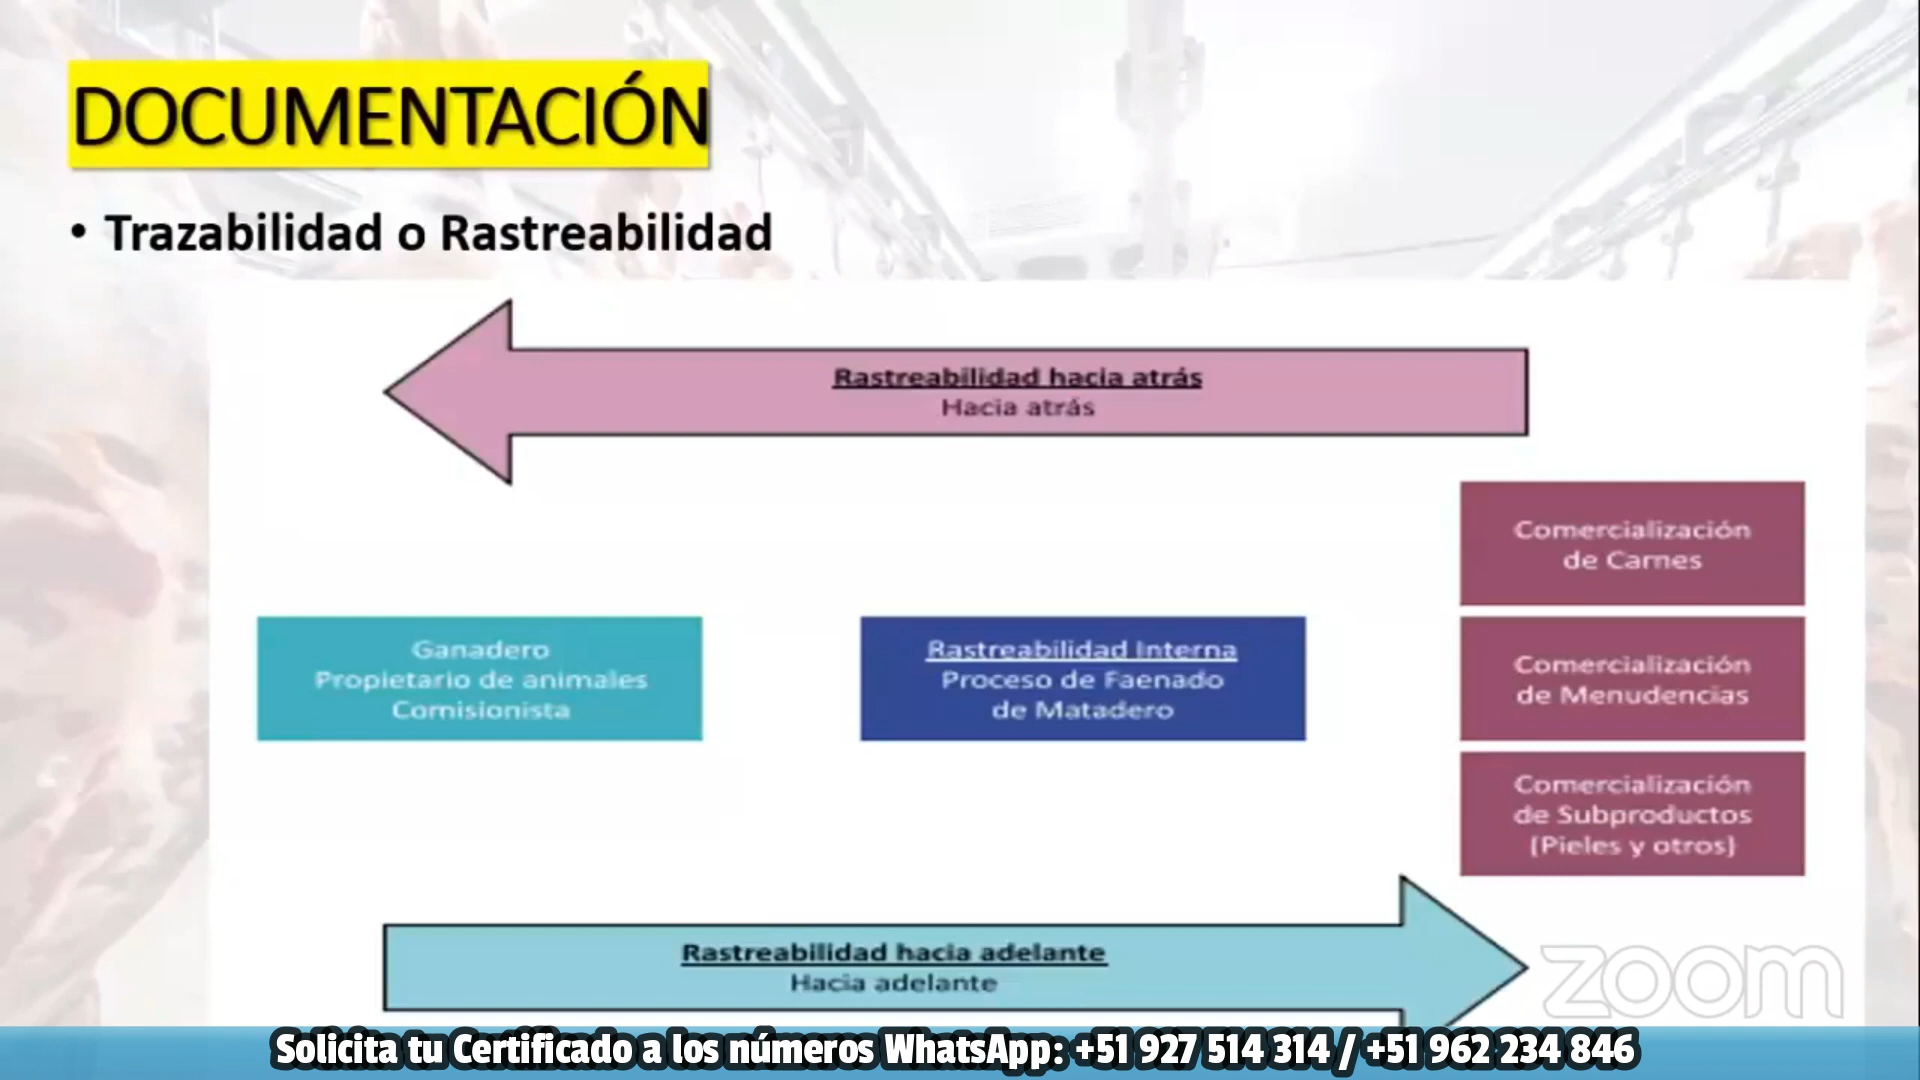 DOCUMENTACIÓN
• Trazabilidad o Rastreabilidad
Rastreabilidad hacia atrás
Hacia atrás
Comercialización
de Carnes
Ganadero
Propietario de animales
Comisionista
Rastreabilidad Interna
Proceso de Faenado
de Matadero
Comercialización
de Menudencias
Comercialización
de Subproductos
(Pieles y otros)
Rastreabilidad hacia adelante
Hacia adelante
zoom
Solicita tu Certificado a los números WhatsApp: +51 927 514 314 / +51 962 234 846